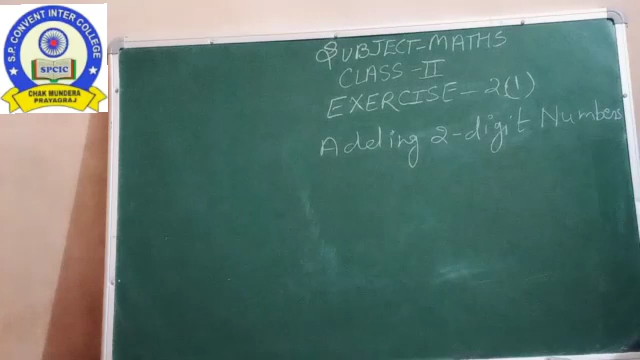 S.P. CONVENT INTER COLLEGE
SPCIC
CHAK MUNDERA
PRAYAGRAJ
SUBJECT-MATHS
CLASS-II
EXERCISE-2(1)
Adding 2-digit Numbers